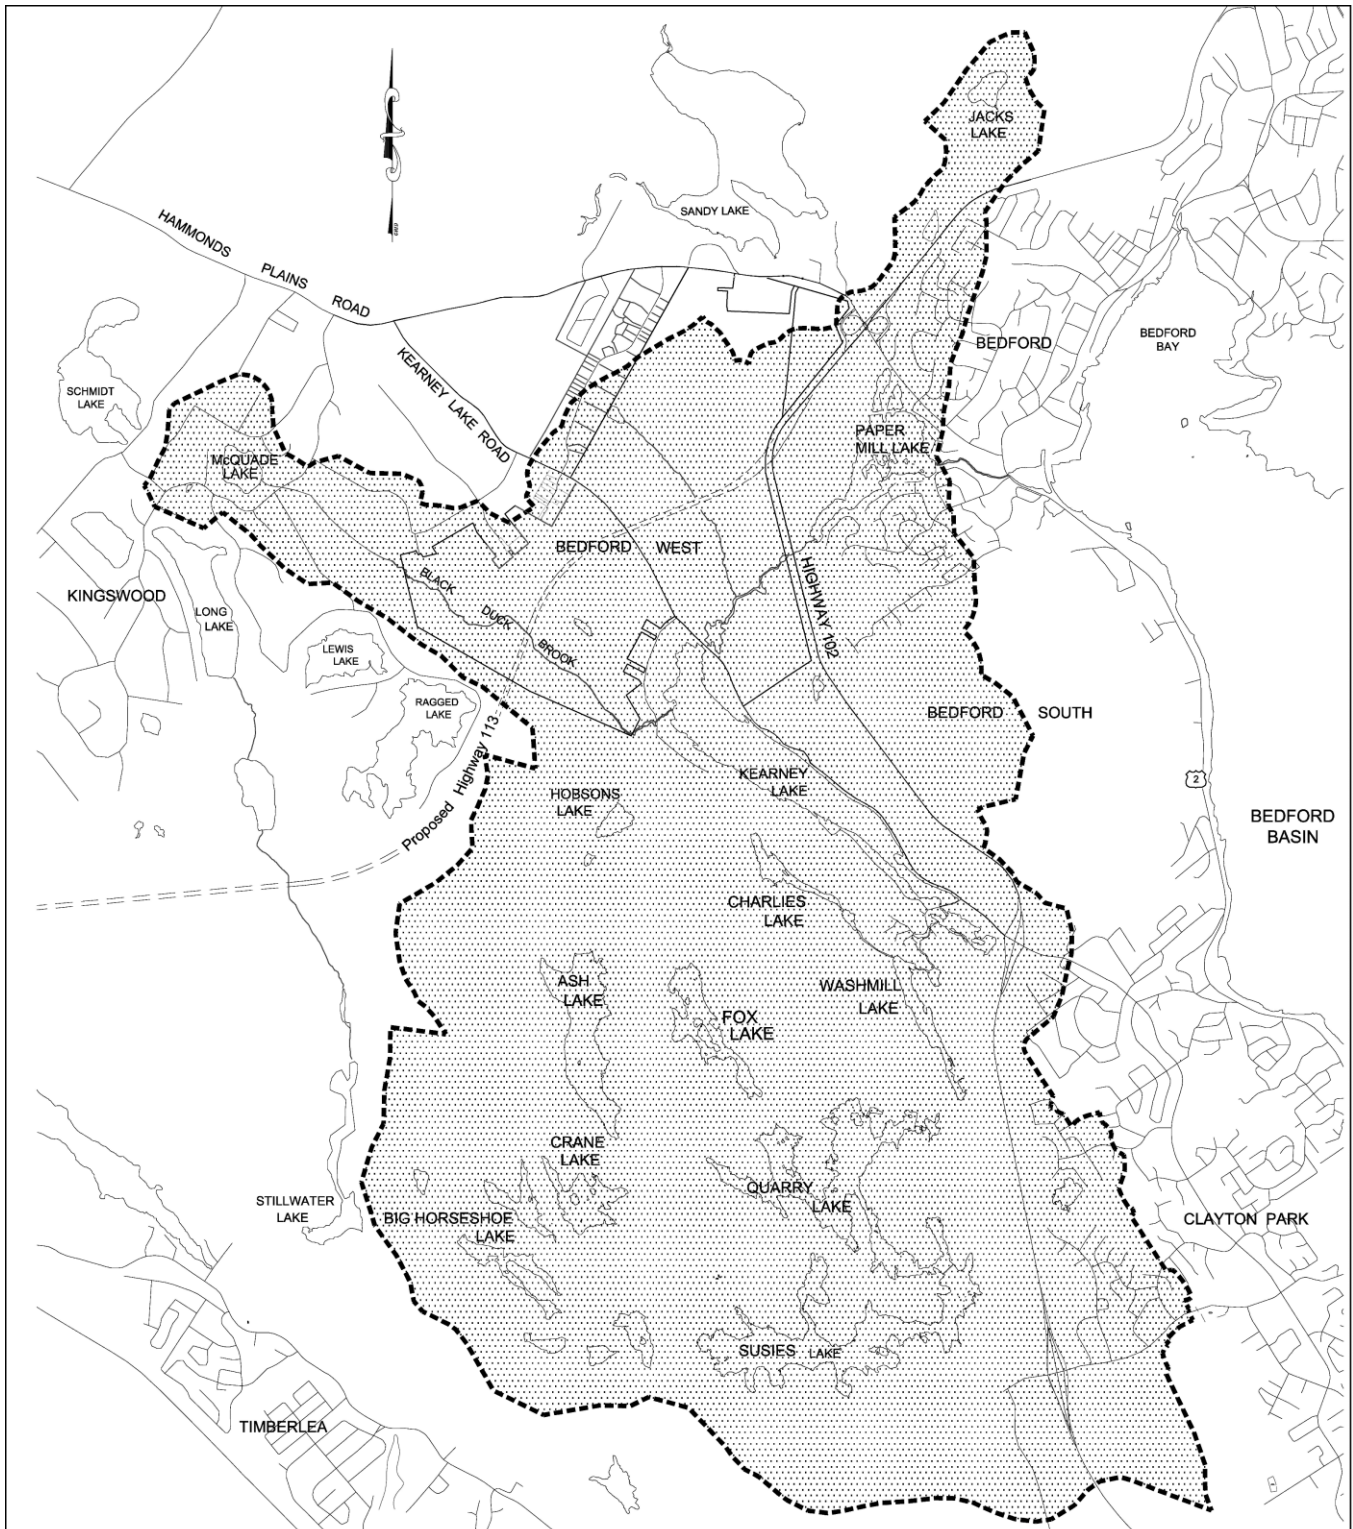 JACKS
LAKE
SANDY LAKE
HAMMONDS PLAINS ROAD
KEARNEY LAKE ROAD
BEDFORD
BEDFORD
BAY
SCHMIDT
LAKE
PAPER
MILL LAKE
McQUADE
LAKE
BEDFORD WEST
HIGHWAY 102
BLACK DUCK BROOK
KINGSWOOD
LONG
LAKE
LEWIS
LAKE
RAGGED
LAKE
BEDFORD SOUTH
Proposed Highway 113
KEARNEY
LAKE
2
HOBSONS
LAKE
BEDFORD
BASIN
CHARLIES
LAKE
ASH
LAKE
WASHMILL
LAKE
FOX
LAKE
CRANE
LAKE
QUARRY
LAKE
STILLWATER
LAKE
BIG HORSESHOE
LAKE
CLAYTON PARK
SUSIES LAKE
TIMBERLEA